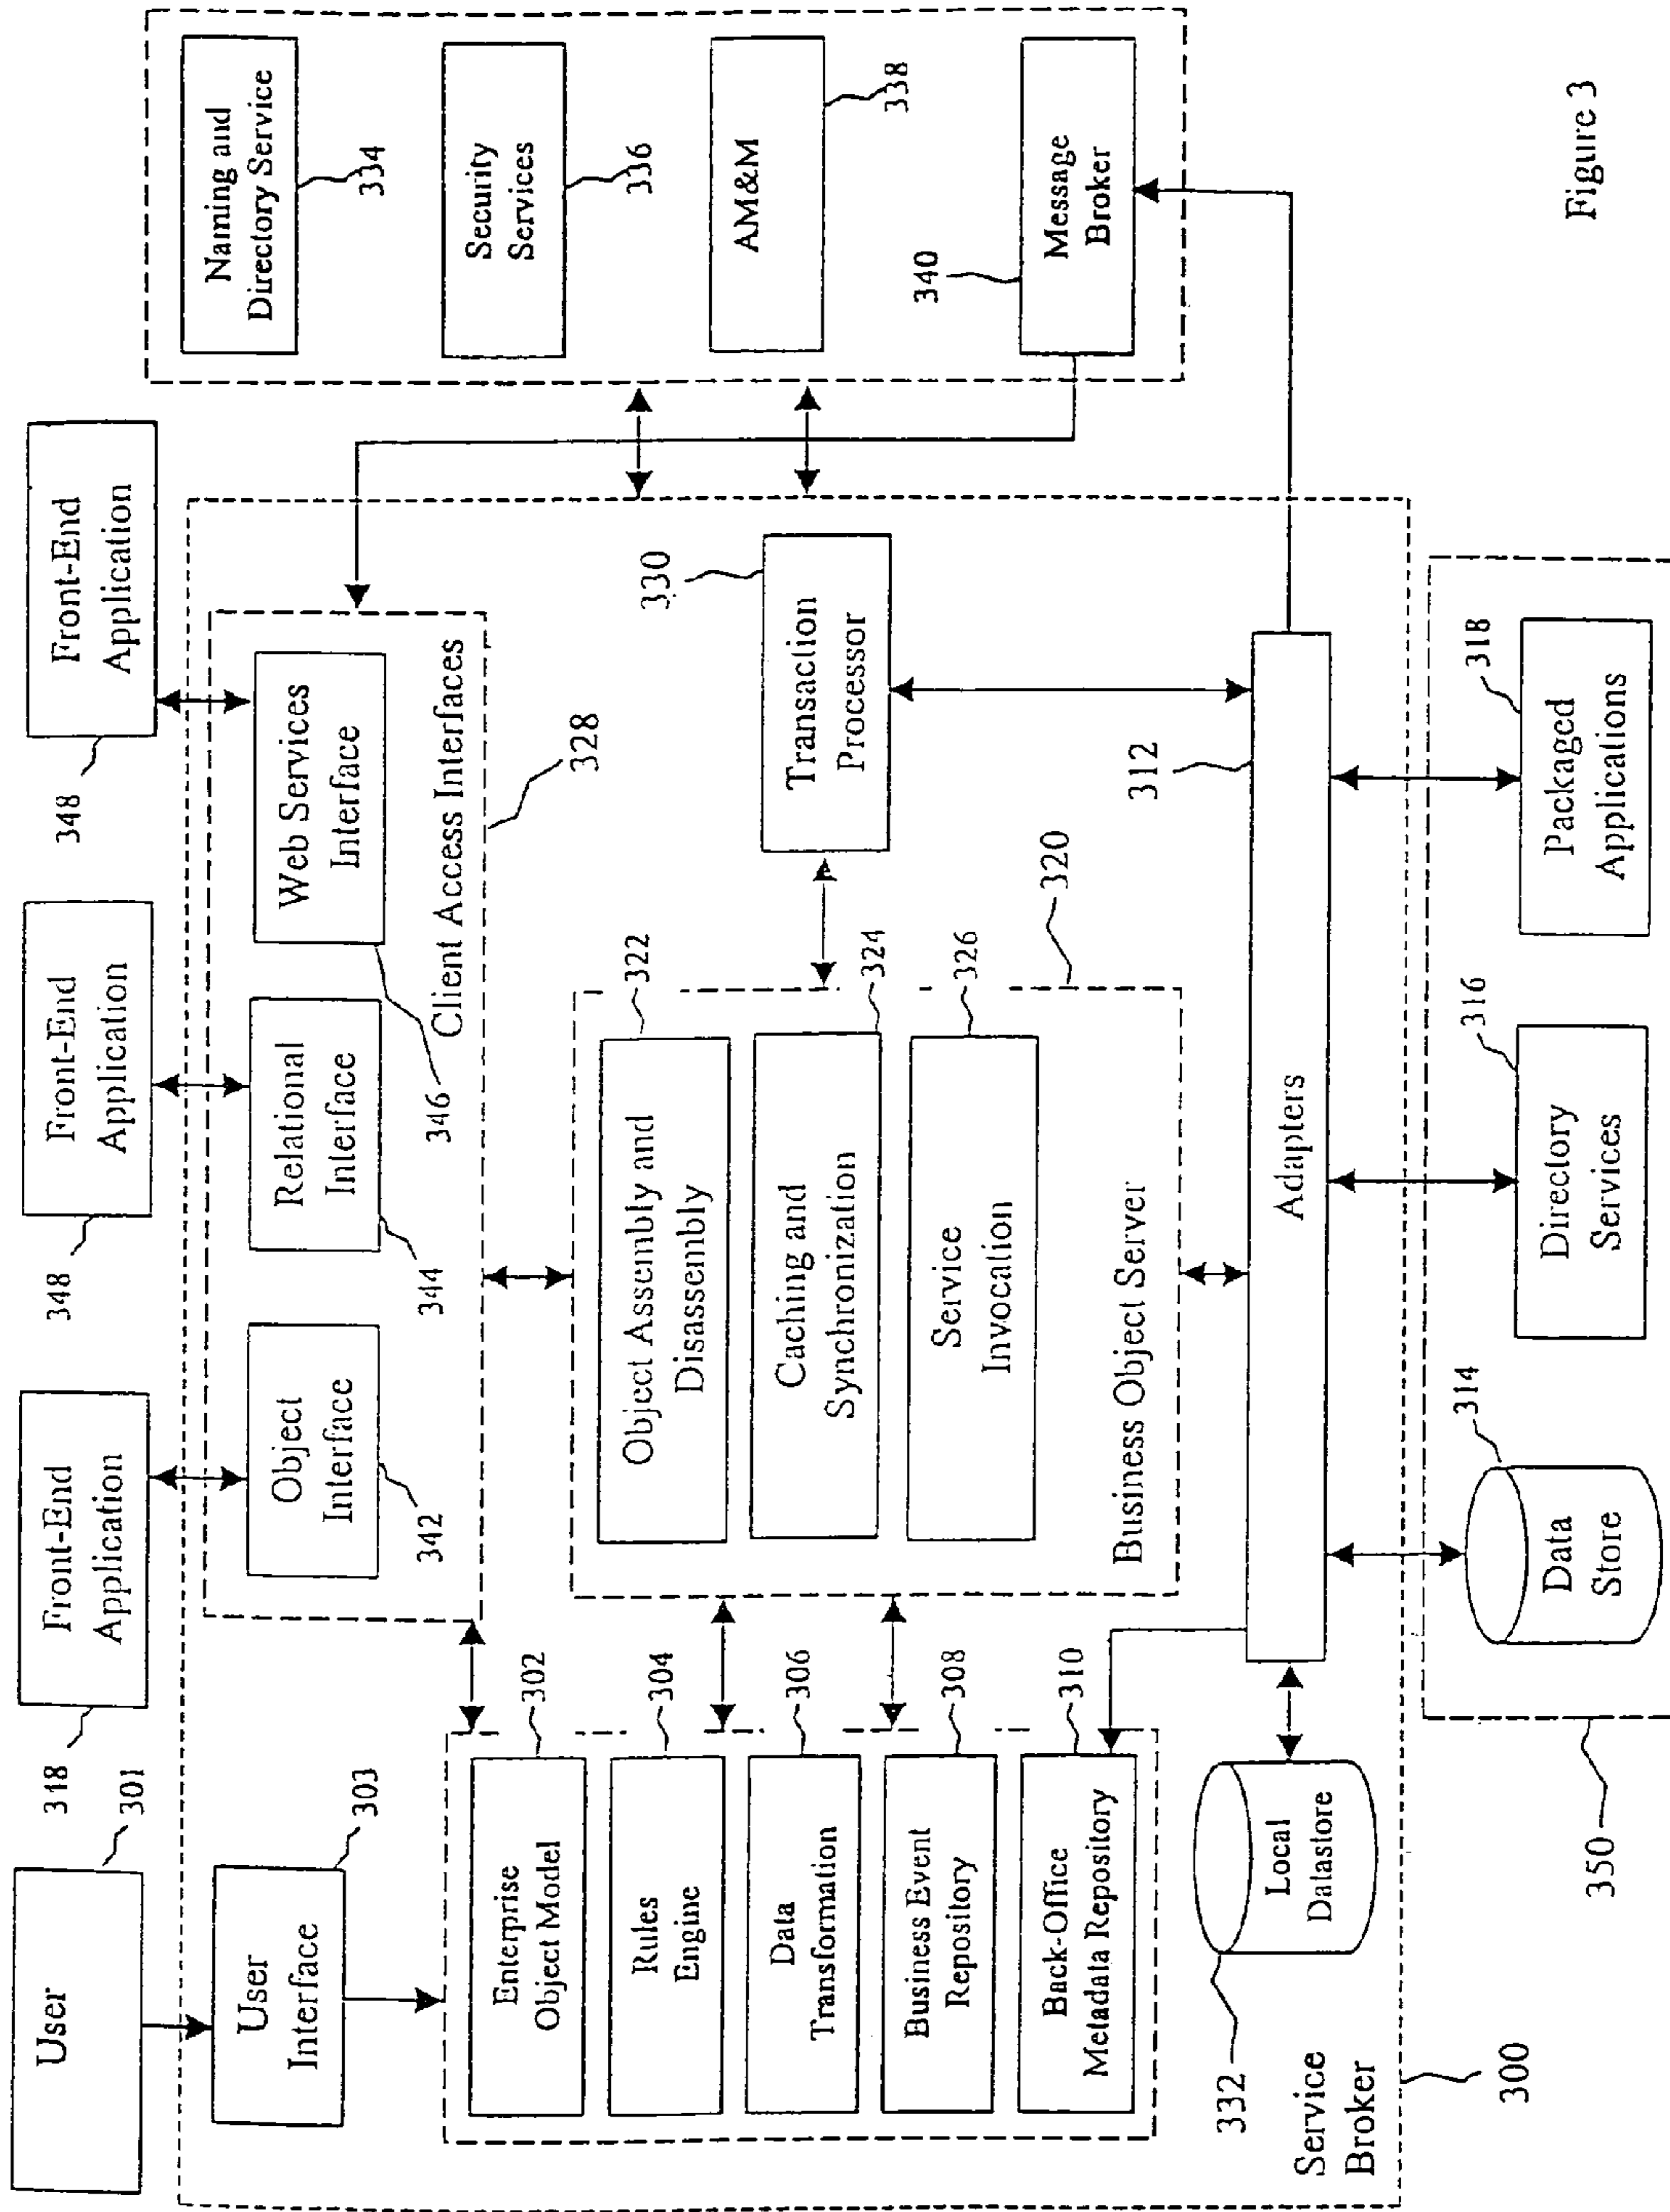 User
301
Front-End
Application
348
Front-End
Application
348
Front-End
Application
348
User
Interface
303
Object
Interface
342
Relational
Interface
344
Web Services
Interface
346
Client Access Interfaces
328
Enterprise
Object Model
302
Rules
Engine
304
Data
Transformation
306
Business Event
Repository
308
Back-Office
Metadata Repository
310
Object Assembly and
Disassembly
322
Caching and
Synchronization
324
Service
Invocation
326
Business Object Server
320
Transaction
Processor
330
Naming and
Directory Service
334
Security
Services
336
AM&M
338
340
Message
Broker
332
Local
Datastore
Adapters
312
Service
Broker
300
Data
Store
314
Directory
Services
316
Packaged
Applications
318
350
Figure 3